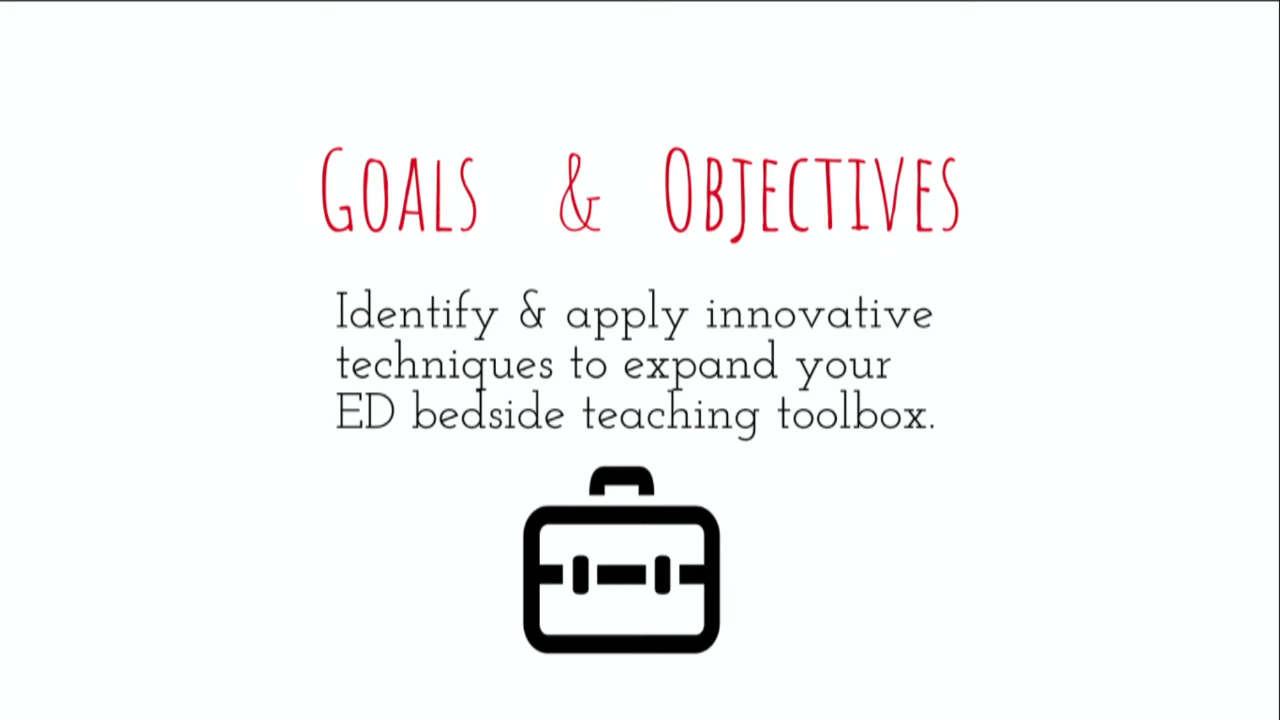 GOALS & OBJECTIVES
Identify & apply innovative
techniques to expand your
ED bedside teaching toolbox.